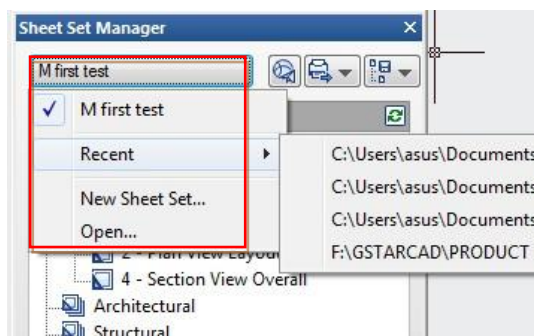 Sheet Set Manager
M first test
M first test
Recent
C:\Users\asus\Documents
C:\Users\asus\Documents
C:\Users\asus\Documents
F:\GSTARCAD\PRODUCT
New Sheet Set...
Open...
4 - Section View Overall
Architectural
Structural